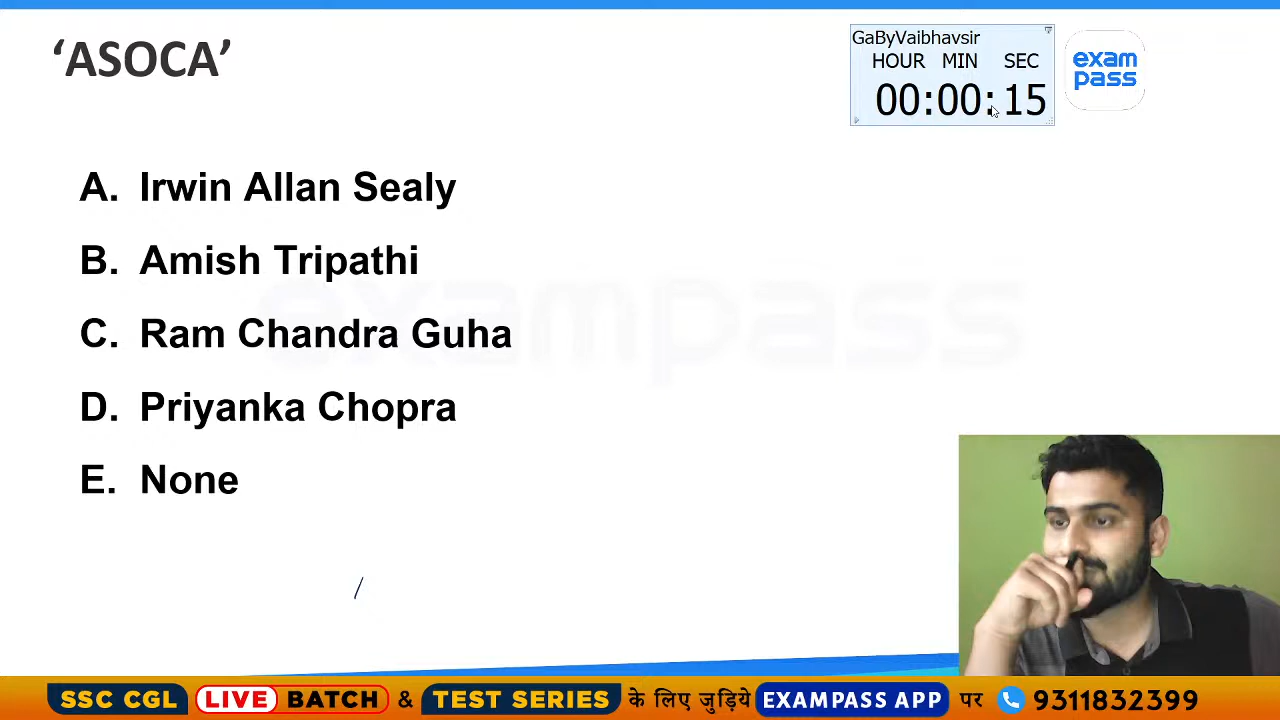 ‘ASOCA’
GaByVaibhavsir
HOUR MIN SEC
00:00:15
exam
pass
A. Irwin Allan Sealy
B. Amish Tripathi
C. Ram Chandra Guha
D. Priyanka Chopra
E. None
exampass
SSC CGL LIVE BATCH & TEST SERIES के लिए जुड़िये EXAMPASS APP पर 9311832399